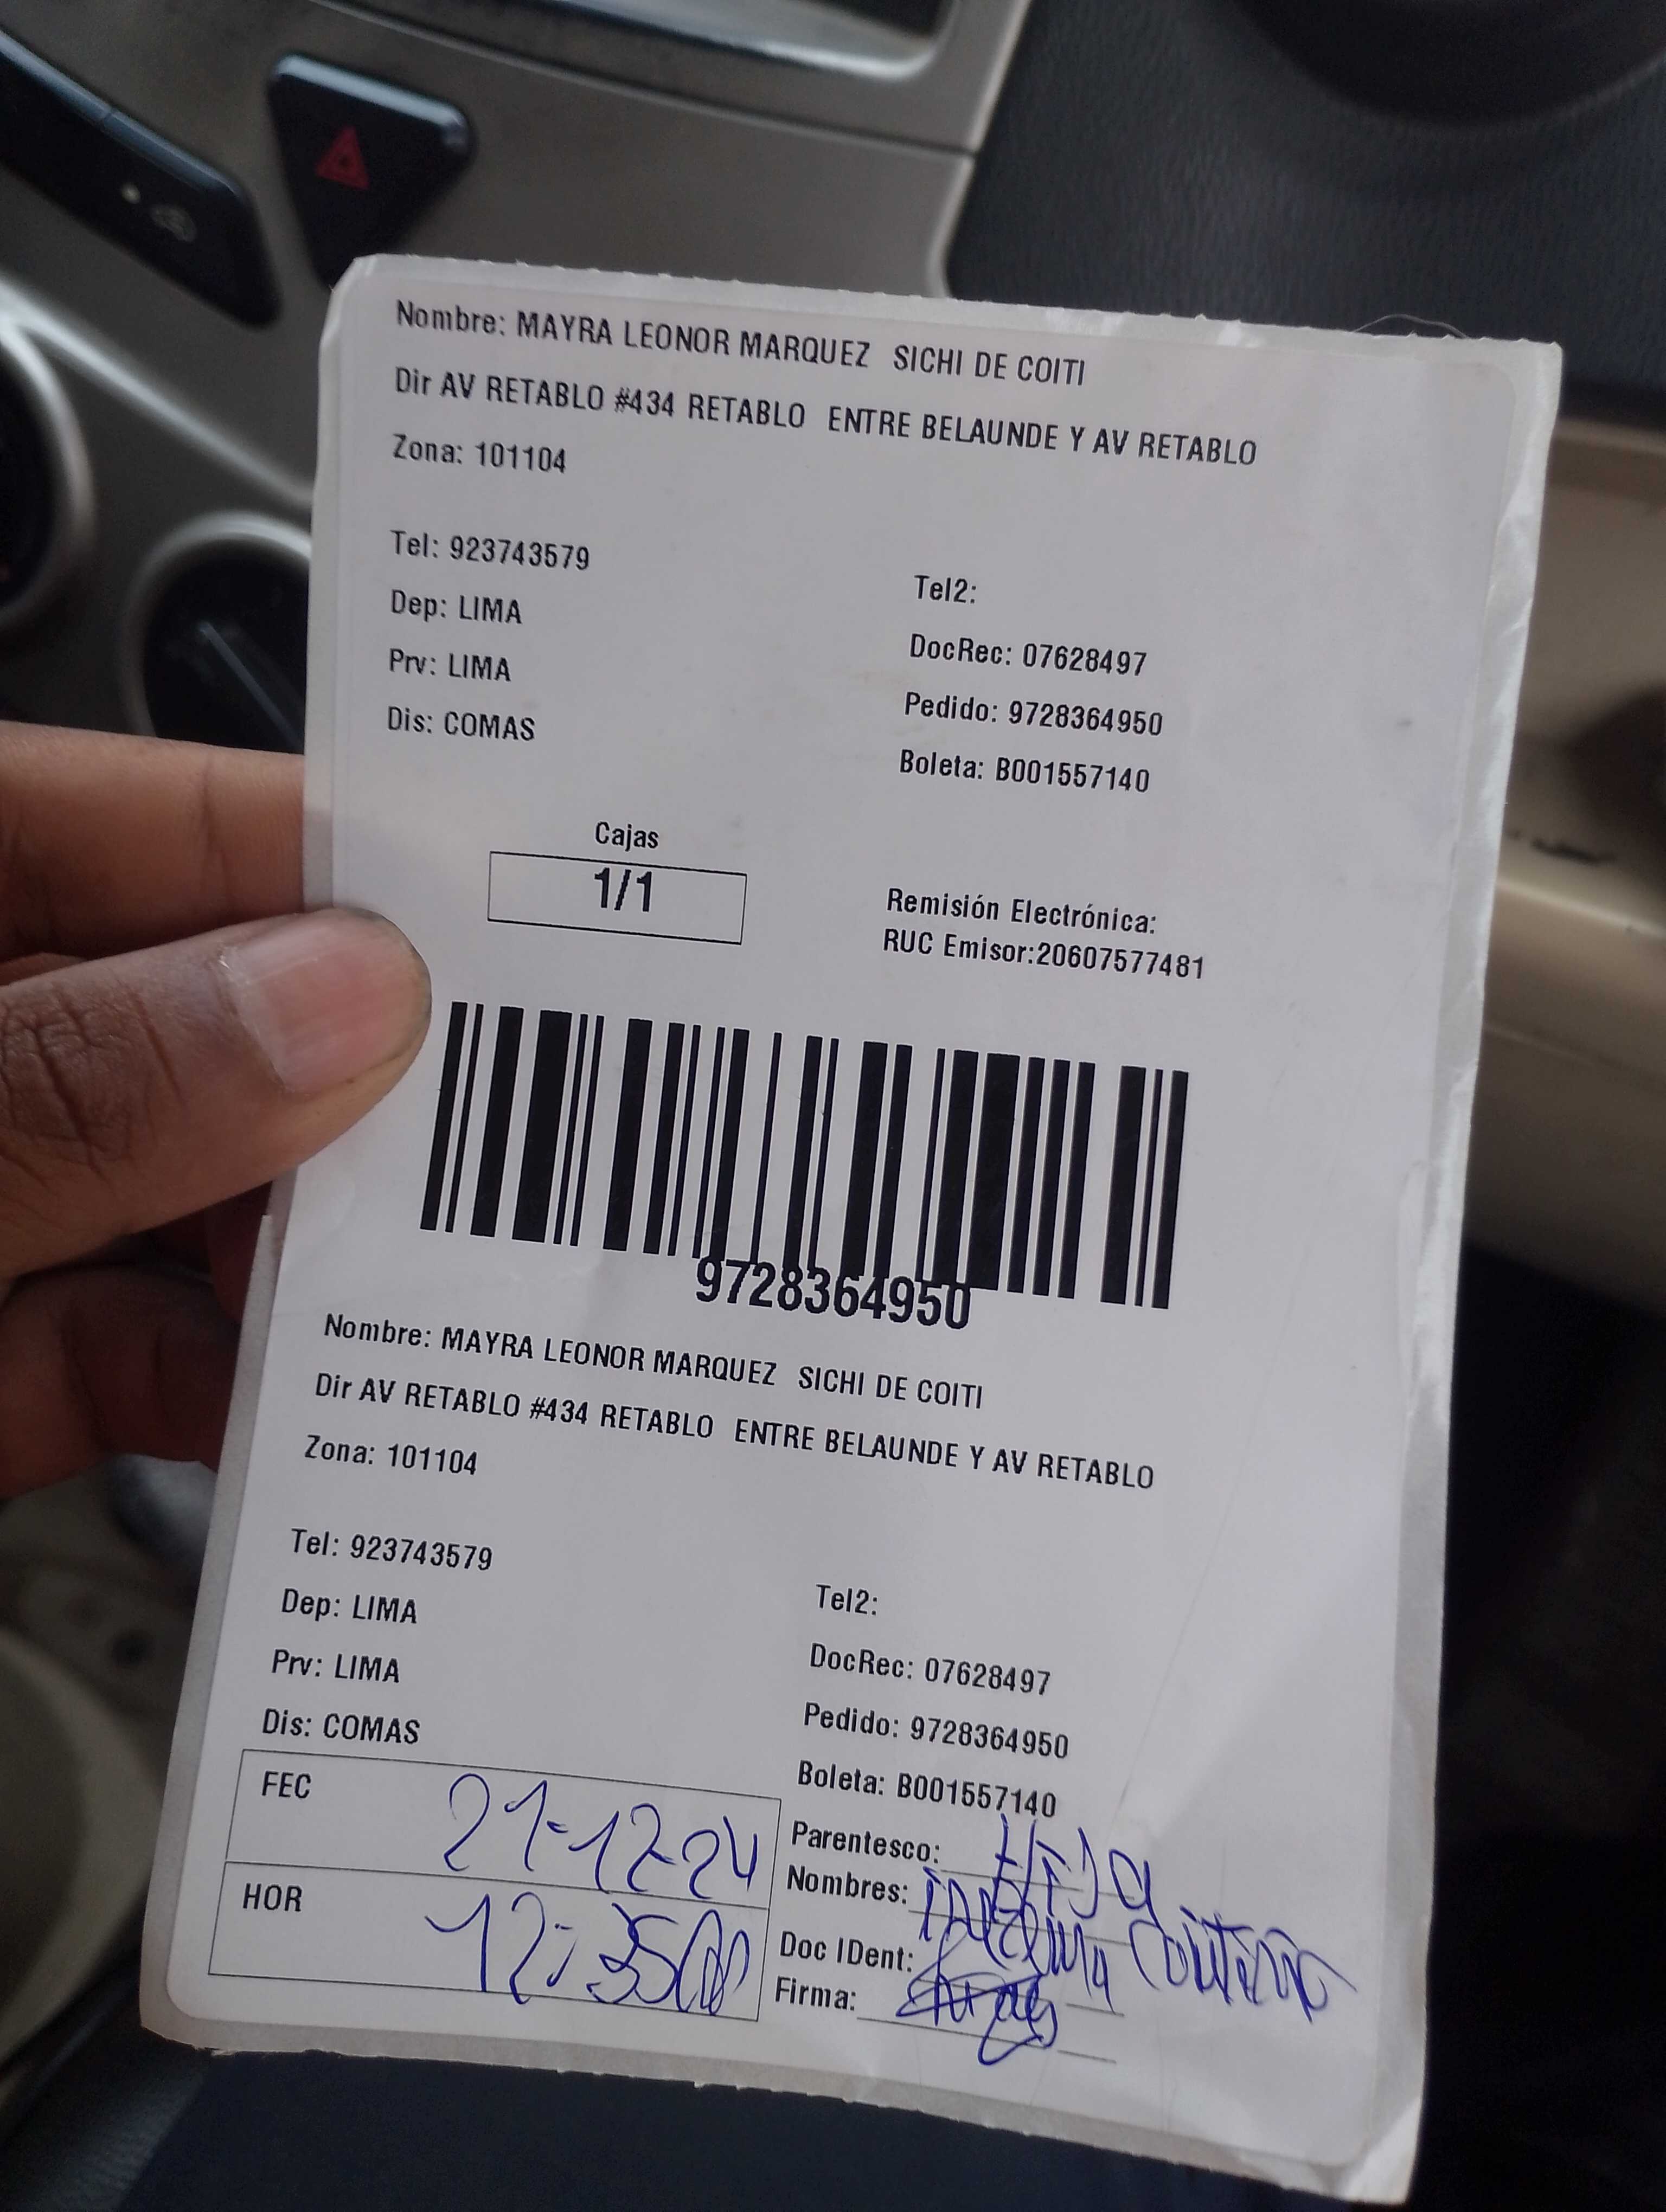 Nombre: MAYRA LEONOR MARQUEZ SICHI DE COITI
Dir AV RETABLO #434 RETABLO ENTRE BELAUNDE Y AV RETABLO
Zona: 101104
Tel: 923743579
Tel2:
Dep: LIMA
DocRec: 07628497
Prv: LIMA
Pedido: 9728364950
Dis: COMAS
Boleta: B001557140
Cajas
1/1
Remisión Electrónica:
RUC Emisor:20607577481
9728364950
Nombre: MAYRA LEONOR MARQUEZ SICHI DE COITI
Dir AV RETABLO #434 RETABLO ENTRE BELAUNDE Y AV RETABLO
Zona: 101104
Tel: 923743579
Tel2:
Dep: LIMA
DocRec: 07628497
Prv: LIMA
Pedido: 9728364950
Dis: COMAS
Boleta: B001557140
FEC 21-12-24
Parentesco: Hija
Nombres:
HOR 12:35
Doc IDent:
Firma: